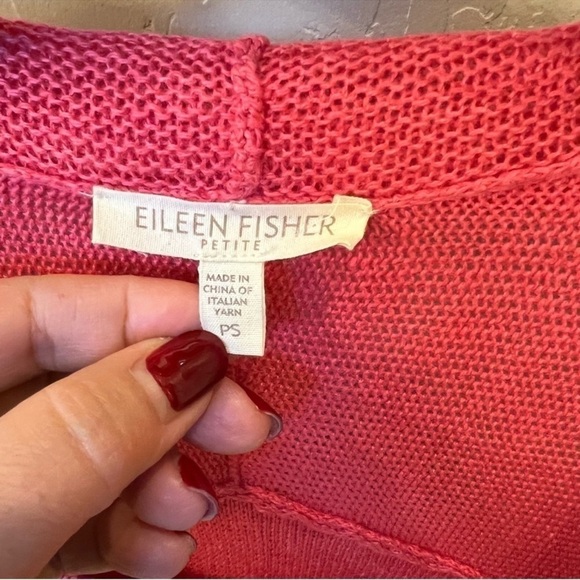 EILEEN FISHER
PETITE
MADE IN
CHINA OF
ITALIAN
YARN
PS